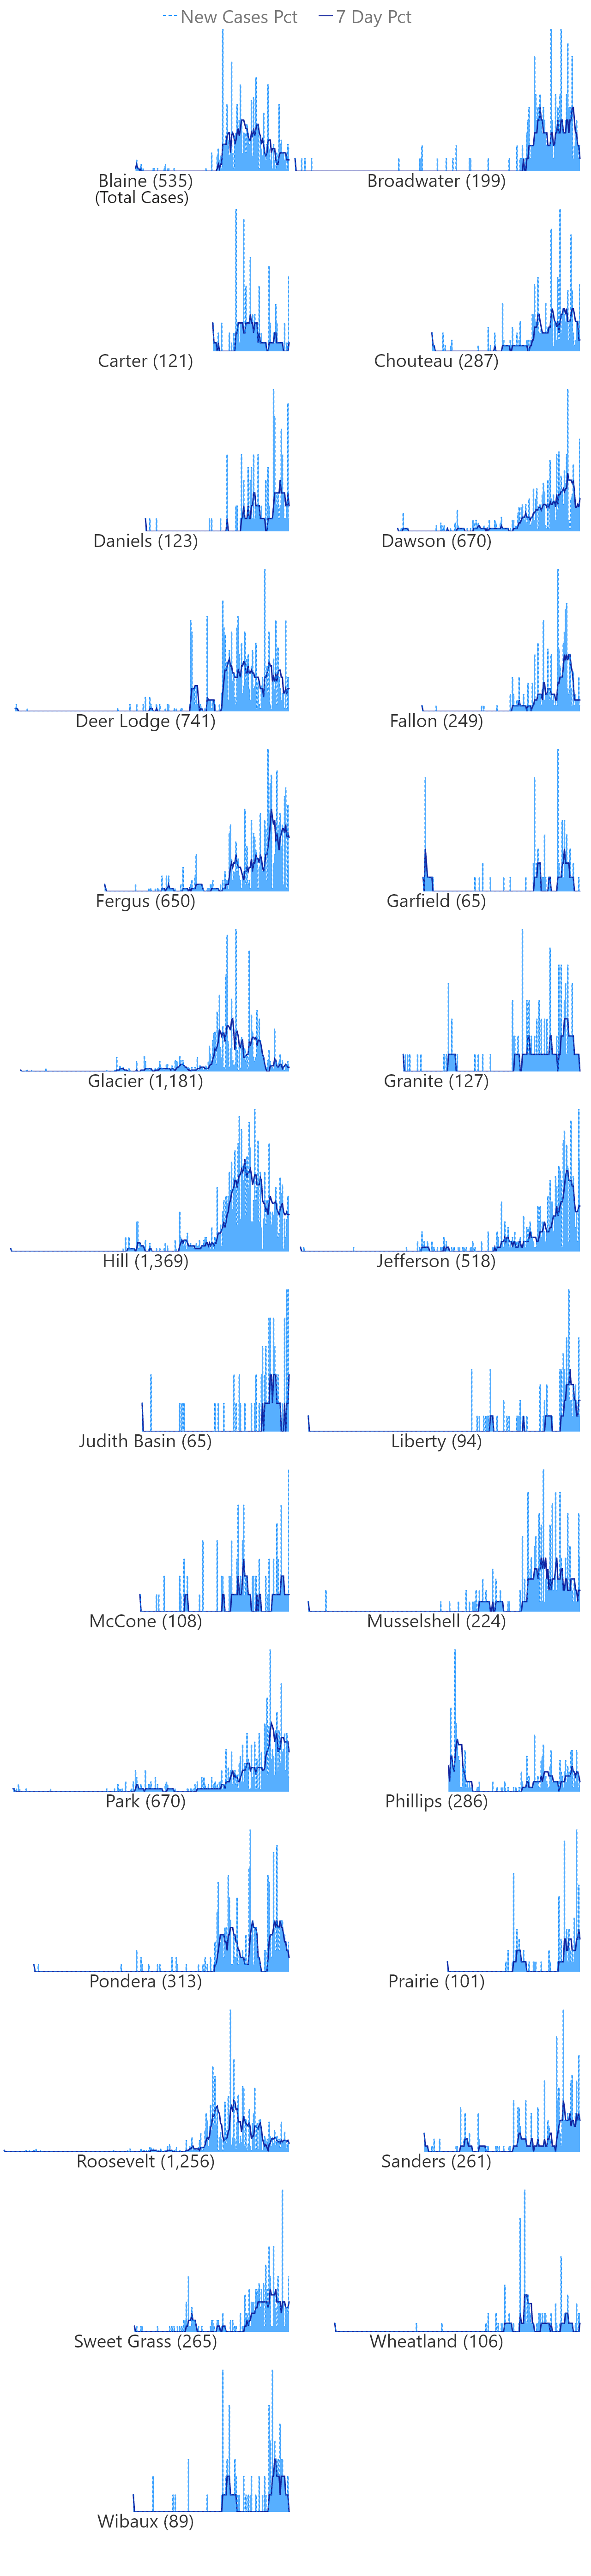 New Cases Pct 7 Day Pct
Blaine (535) Broadwater (199)
(Total Cases)
Carter (121) Chouteau (287)
Daniels (123) Dawson (670)
Deer Lodge (741) Fallon (249)
Fergus (650) Garfield (65)
Glacier (1,181) Granite (127)
Hill (1,369) Jefferson (518)
Judith Basin (65) Liberty (94)
McCone (108) Musselshell (224)
Park (670) Phillips (286)
Pondera (313) Prairie (101)
Roosevelt (1,256) Sanders (261)
Sweet Grass (265) Wheatland (106)
Wibaux (89)